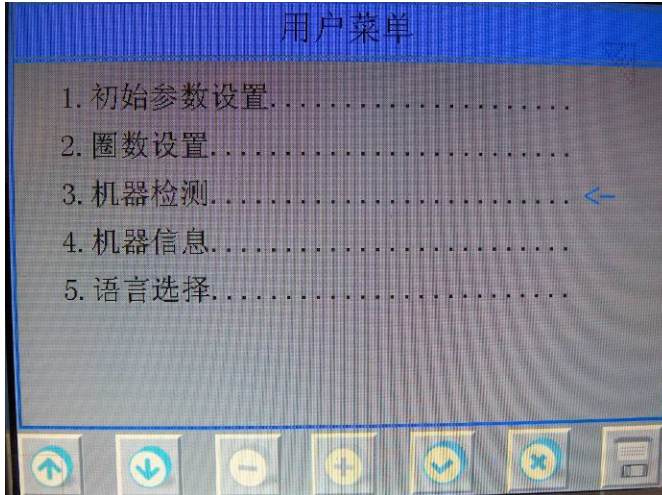 用户菜单
1. 初始参数设置......................
2. 圈数设置..........................
3. 机器检测.......................... <-
4. 机器信息..........................
5. 语言选择..........................